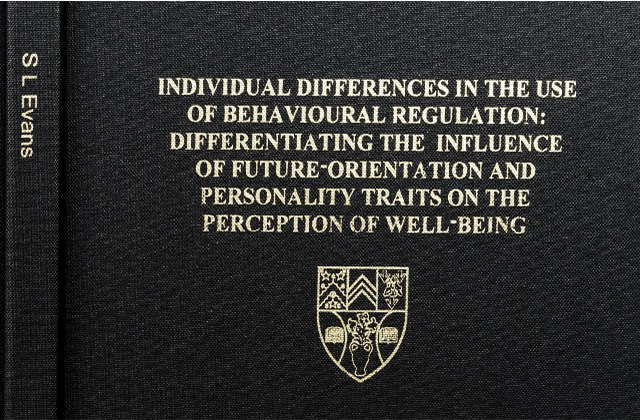 S L Evans
INDIVIDUAL DIFFERENCES IN THE USE
OF BEHAVIOURAL REGULATION:
DIFFERENTIATING THE INFLUENCE
OF FUTURE-ORIENTATION AND
PERSONALITY TRAITS ON THE
PERCEPTION OF WELL-BEING